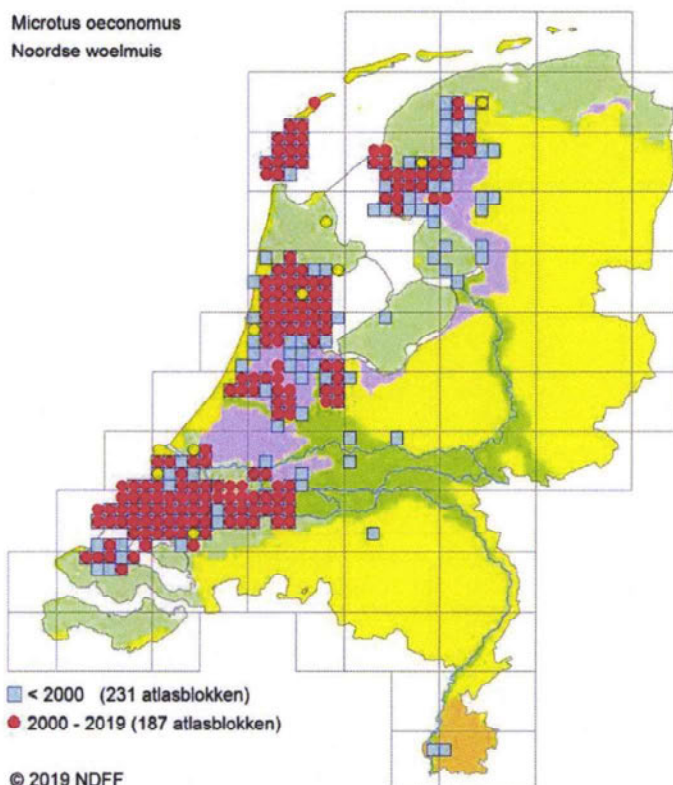 Microtus oeconomus
Noordse woelmuis
< 2000 (231 atlasblokken)
2000 - 2019 (187 atlasblokken)
© 2019 NDFF